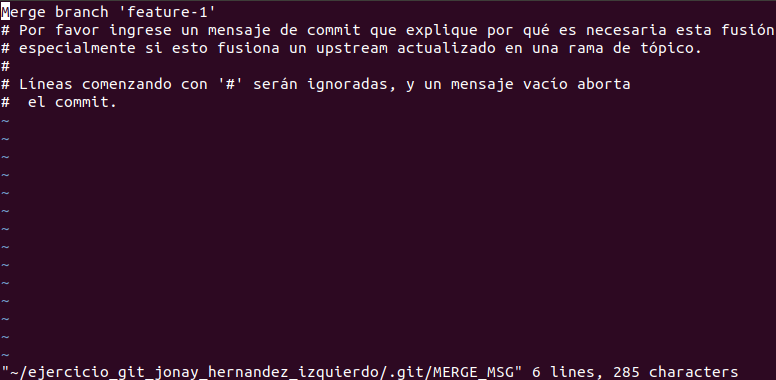 Merge branch 'feature-1'
# Por favor ingrese un mensaje de commit que explique por qué es necesaria esta fusión
# especialmente si esto fusiona un upstream actualizado en una rama de tópico.
#
# Líneas comenzando con '#' serán ignoradas, y un mensaje vacío aborta
#  el commit.
~
~
~
~
~
~
~
~
~
~
~
~
~
~
"~/ejercicio_git_jonay_hernandez_izquierdo/.git/MERGE_MSG" 6 lines, 285 characters